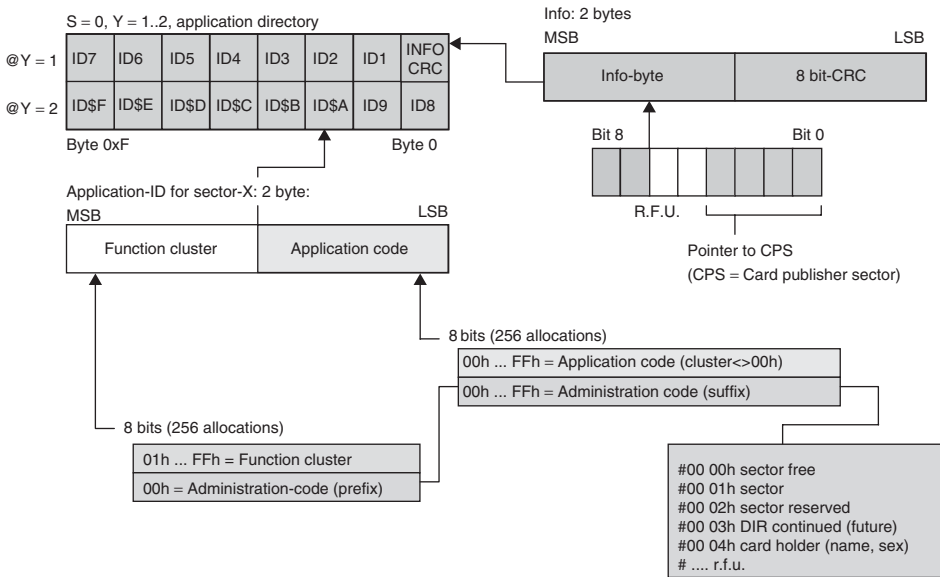 S = 0, Y = 1..2, application directory
@Y = 1 ID7 ID6 ID5 ID4 ID3 ID2 ID1 INFO CRC
@Y = 2 ID$F ID$E ID$D ID$C ID$B ID$A ID9 ID8
Byte 0xF Byte 0
Info: 2 bytes
MSB LSB
Info-byte 8 bit-CRC
Bit 8 Bit 0
R.F.U.
Pointer to CPS
(CPS = Card publisher sector)
Application-ID for sector-X: 2 byte:
MSB LSB
Function cluster Application code
8 bits (256 allocations)
00h ... FFh = Application code (cluster<>00h)
00h ... FFh = Administration code (suffix)
8 bits (256 allocations)
01h ... FFh = Function cluster
00h = Administration-code (prefix)
#00 00h sector free
#00 01h sector
#00 02h sector reserved
#00 03h DIR continued (future)
#00 04h card holder (name, sex)
# .... r.f.u.